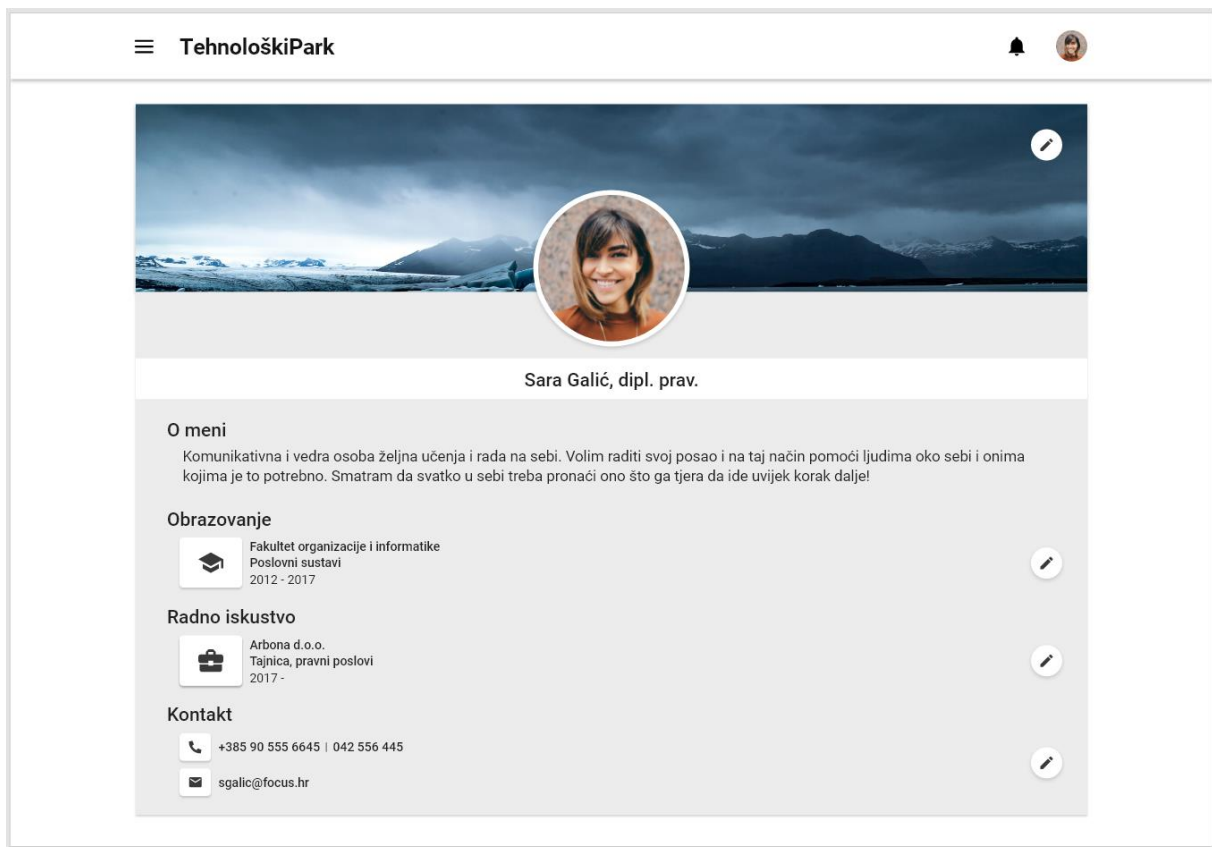 TehnološkiPark
Sara Galić, dipl. prav.
O meni
Komunikativna i vedra osoba željna učenja i rada na sebi. Volim raditi svoj posao i na taj način pomoći ljudima oko sebi i onima
kojima je to potrebno. Smatram da svatko u sebi treba pronaći ono što ga tjera da ide uvijek korak dalje!
Obrazovanje
Fakultet organizacije i informatike
Poslovni sustavi
2012 - 2017
Radno iskustvo
Arbona d.o.o.
Tajnica, pravni poslovi
2017 -
Kontakt
+385 90 555 6645 | 042 556 445
sgalic@focus.hr